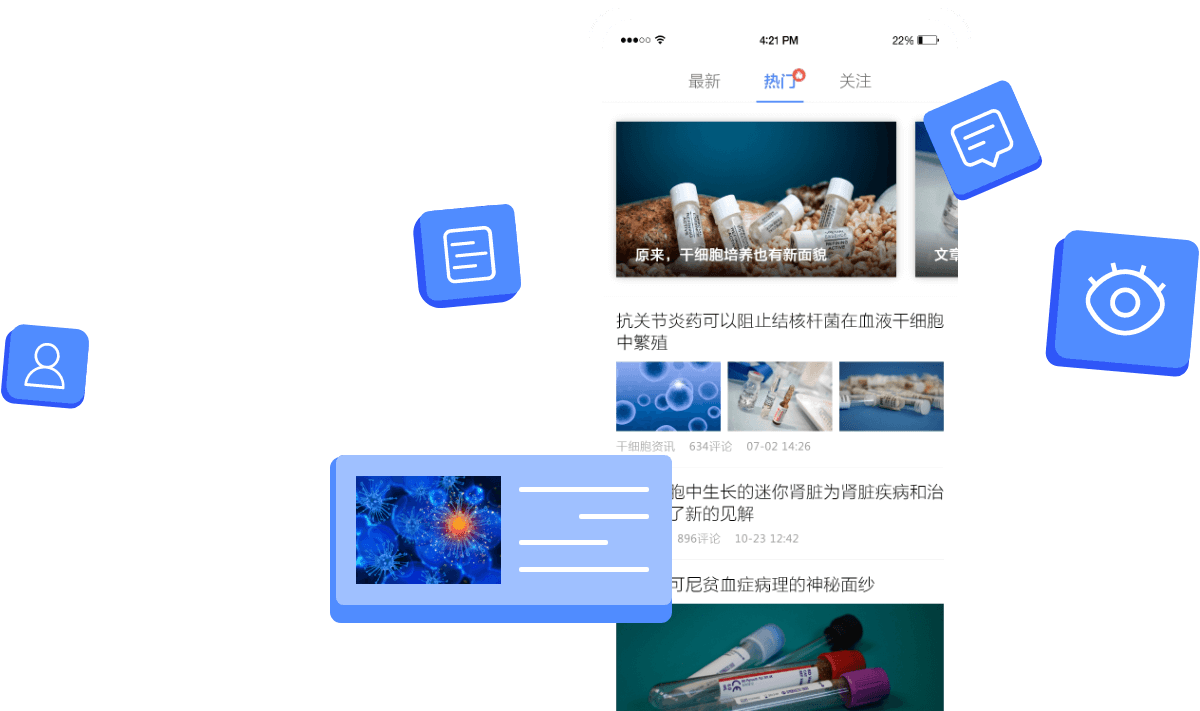 4:21 PM
22%
最新
热门
关注
原来，干细胞培养也有新面貌
文章
抗关节炎药可以阻止结核杆菌在血液干细胞
中繁殖
干细胞资讯 634评论 07-02 14:26
胞中生长的迷你肾脏为肾脏疾病和治
了新的见解
896评论 10-23 12:42
可尼贫血症病理的神秘面纱